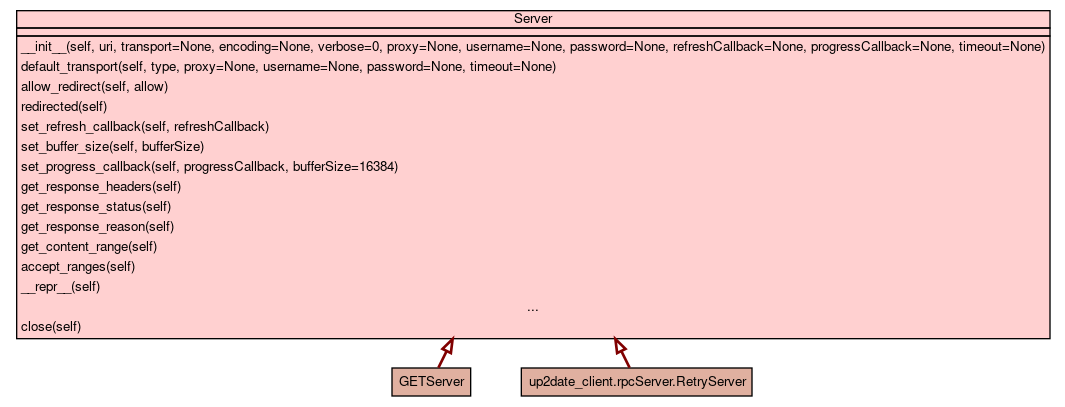 Server
__init__(self, uri, transport=None, encoding=None, verbose=0, proxy=None, username=None, password=None, refreshCallback=None, progressCallback=None, timeout=None)
default_transport(self, type, proxy=None, username=None, password=None, timeout=None)
allow_redirect(self, allow)
redirected(self)
set_refresh_callback(self, refreshCallback)
set_buffer_size(self, bufferSize)
set_progress_callback(self, progressCallback, bufferSize=16384)
get_response_headers(self)
get_response_status(self)
get_response_reason(self)
get_content_range(self)
accept_ranges(self)
__repr__(self)
...
close(self)
GETServer
up2date_client.rpcServer.RetryServer